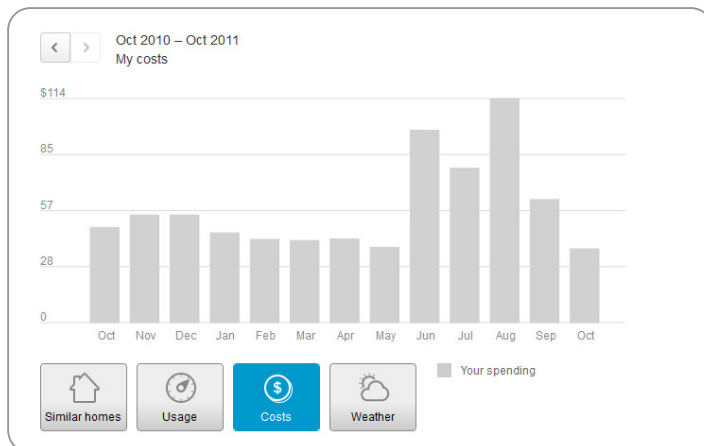 Oct 2010 – Oct 2011
My costs
$114
85
57
28
0
Oct Nov Dec Jan Feb Mar Apr May Jun Jul Aug Sep Oct
Similar homes
Usage
$
Costs
Weather
Your spending